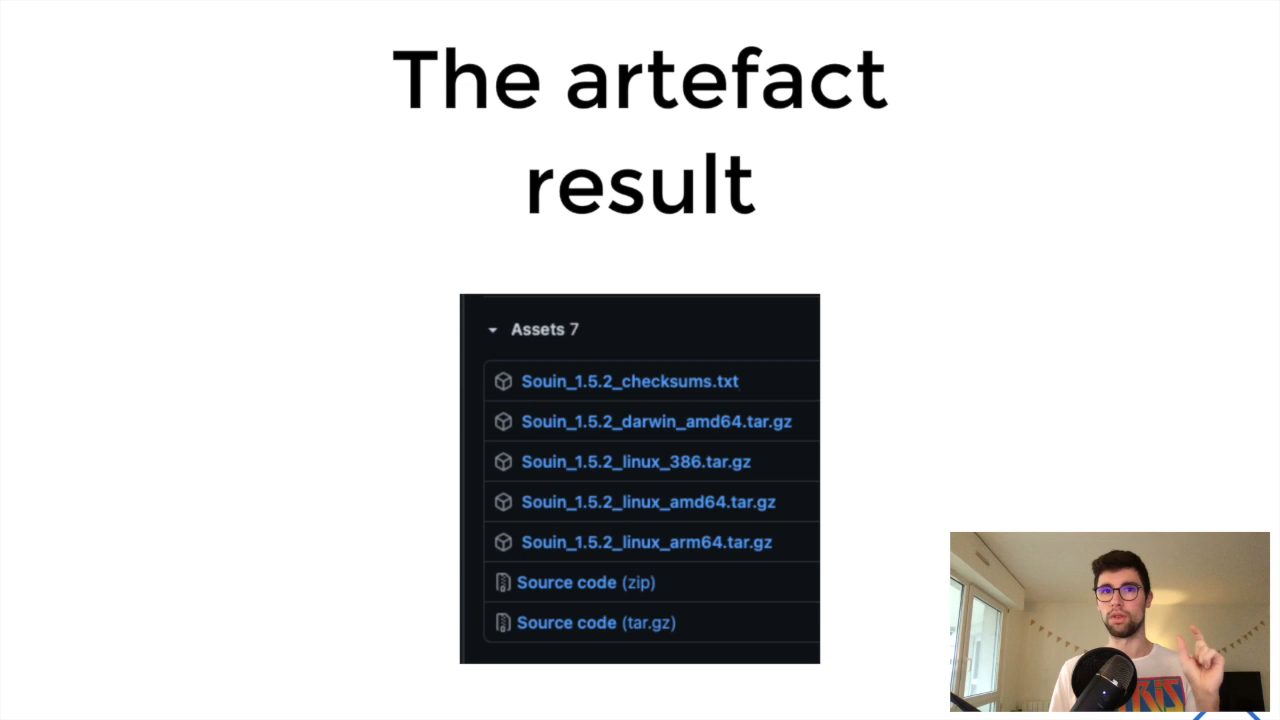 The artefact
result
Assets 7
Souin_1.5.2_checksums.txt
Souin_1.5.2_darwin_amd64.tar.gz
Souin_1.5.2_linux_386.tar.gz
Souin_1.5.2_linux_amd64.tar.gz
Souin_1.5.2_linux_arm64.tar.gz
Source code (zip)
Source code (tar.gz)